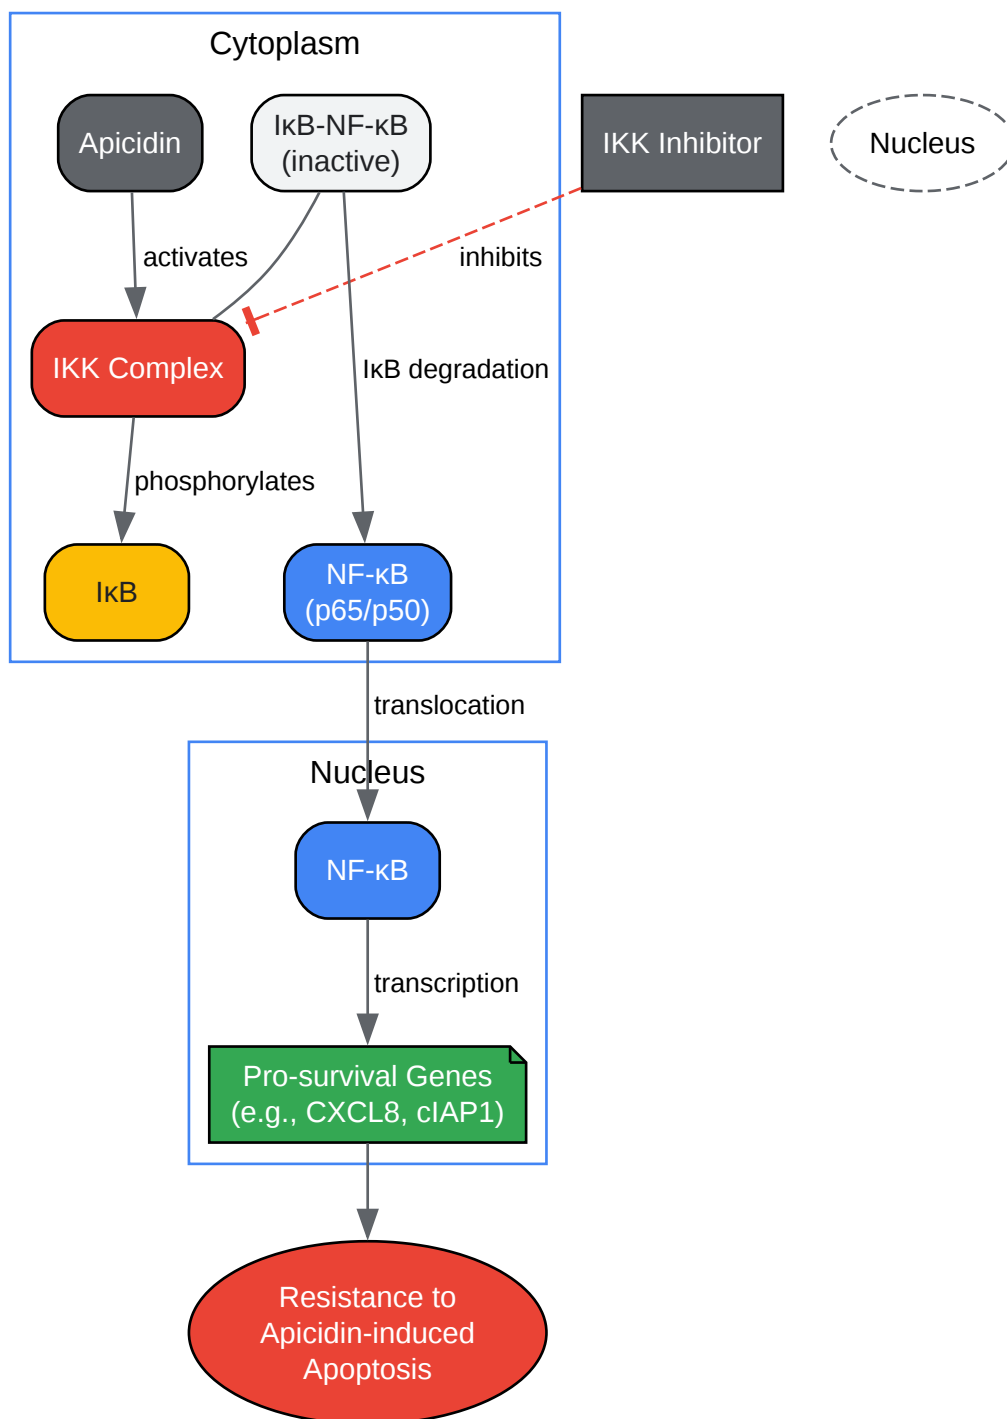 Cytoplasm
Apicidin
IκB-NF-κB
(inactive)
IKK Inhibitor
Nucleus
activates
inhibits
IKK Complex
IκB degradation
phosphorylates
IκB
NF-κB
(p65/p50)
translocation
Nucleus
NF-κB
transcription
Pro-survival Genes
(e.g., CXCL8, cIAP1)
Resistance to
Apicidin-induced
Apoptosis